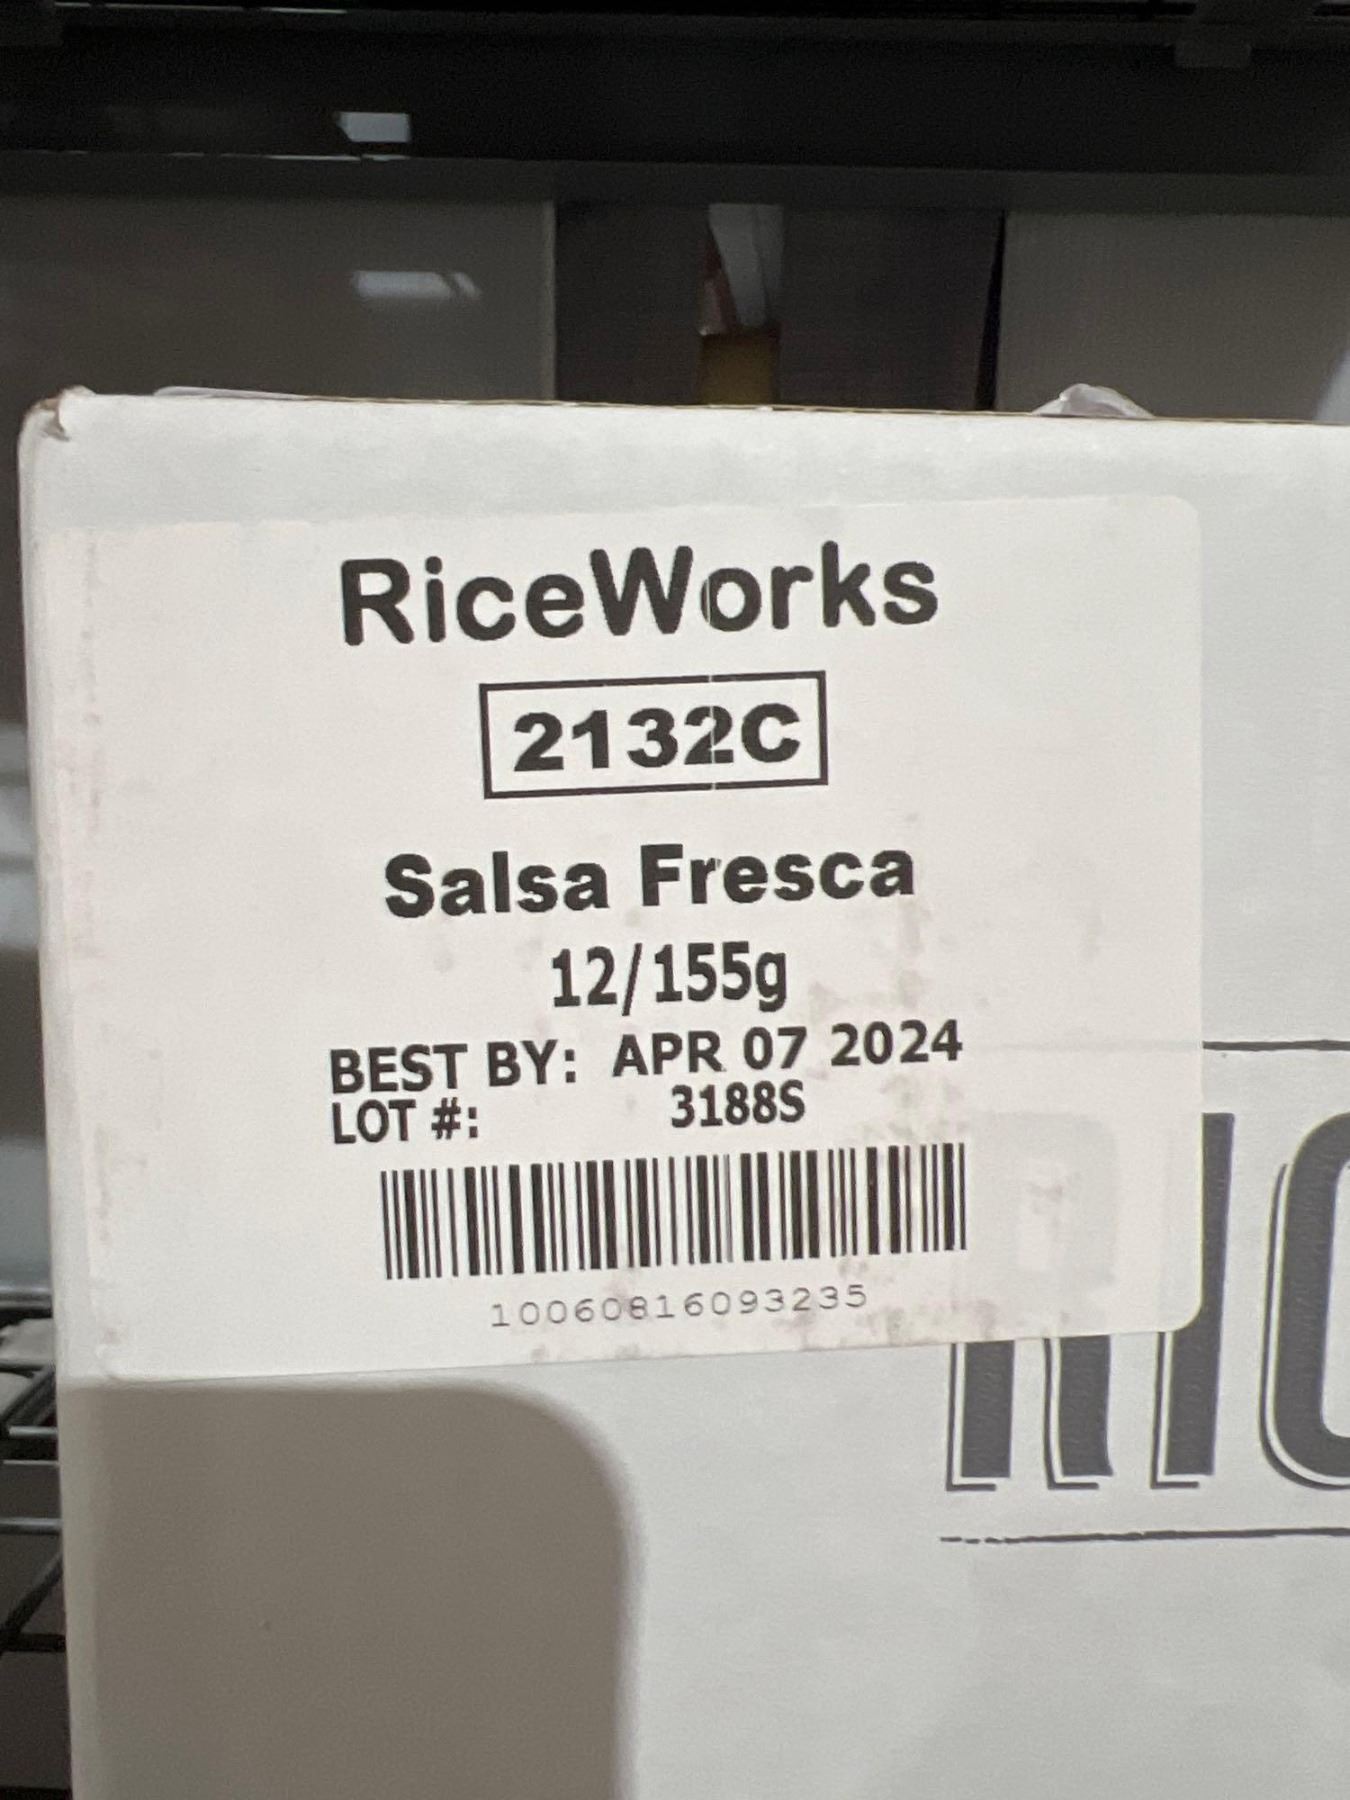 RiceWorks
2132C
Salsa Fresca
12/155g
BEST BY: APR 07 2024
LOT #: 3188S
10060816093235